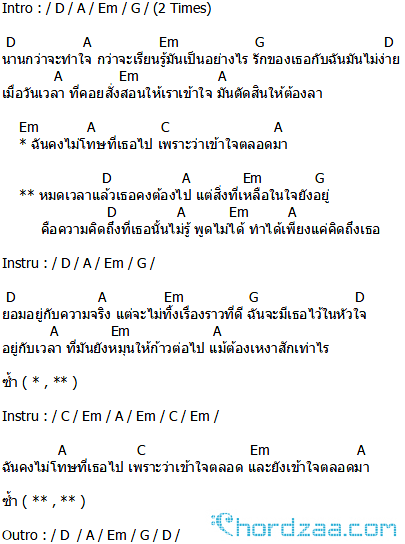 Intro : / D / A / Em / G / (2 Times)
D A Em G D
นานกว่าจะทำใจ กว่าจะเรียนรู้มันเป็นอย่างไร รักของเธอกับฉันมันไม่ง่าย
A Em A
เมื่อวันเวลา ที่คอยสั่งสอนให้เราเข้าใจ มันตัดสินให้ต้องลา
Em A C A
* ฉันคงไม่โทษที่เธอไป เพราะว่าเข้าใจตลอดมา
D A Em G
** หมดเวลาแล้วเธอคงต้องไป แต่สิ่งที่เหลือในใจยังอยู่
D A Em A
คือความคิดถึงที่เธอนั้นไม่รู้ พูดไม่ได้ ทำได้เพียงแค่คิดถึงเธอ
Instru : / D / A / Em / G /
D A Em G D
ยอมอยู่กับความจริง แต่จะไม่ทิ้งเรื่องราวที่ดี ฉันจะมีเธอไว้ในหัวใจ
A Em A
อยู่กับเวลา ที่มันยังหมุนให้ก้าวต่อไป แม้ต้องเหงาสักเท่าไร
ซ้ำ ( * , ** )
Instru : / C / Em / A / Em / C / Em /
A C Em A
ฉันคงไม่โทษที่เธอไป เพราะว่าเข้าใจตลอด และยังเข้าใจตลอดมา
ซ้ำ ( ** , ** )
Outro : / D / A / Em / G / D /
chordzaa.com